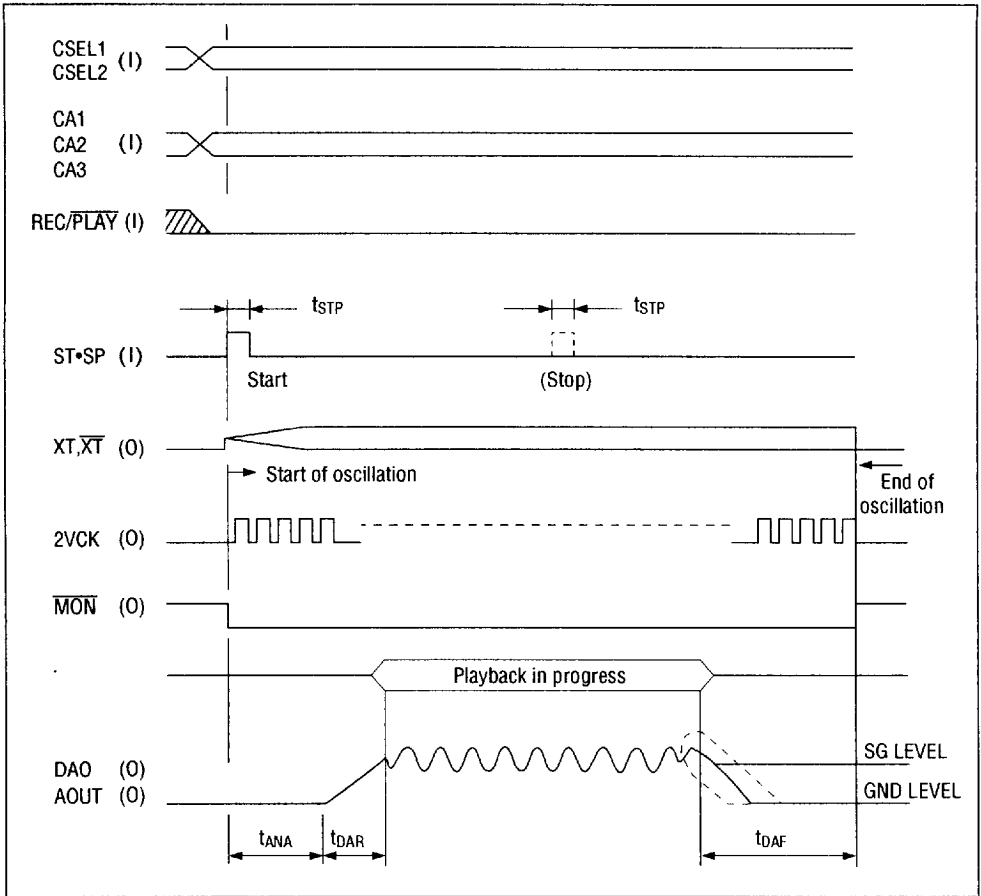 CSEL1
CSEL2 (I)
CA1
CA2 (I)
CA3
REC/PLAY (I)
tSTP tSTP
ST•SP (I)
Start (Stop)
XT,XT (O)
Start of oscillation
End of
oscillation
2VCK (O)
MON (O)
Playback in progress
DAO (O)
SG LEVEL
AOUT (O)
GND LEVEL
tANA tDAR tDAF